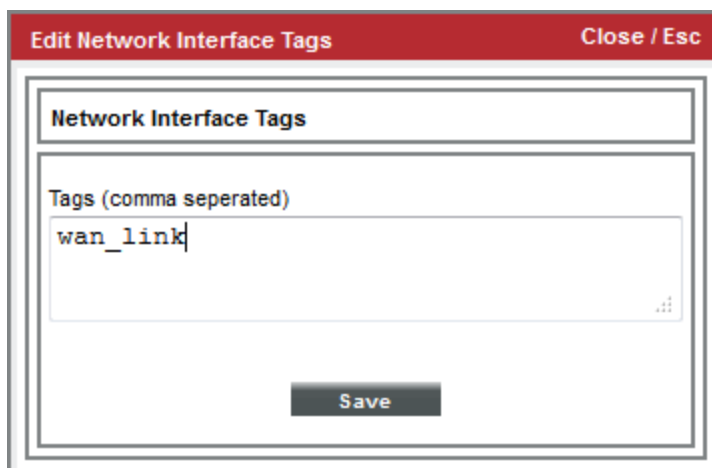 Edit Network Interface Tags Close / Esc
Network Interface Tags
Tags (comma seperated)
wan_link
Save